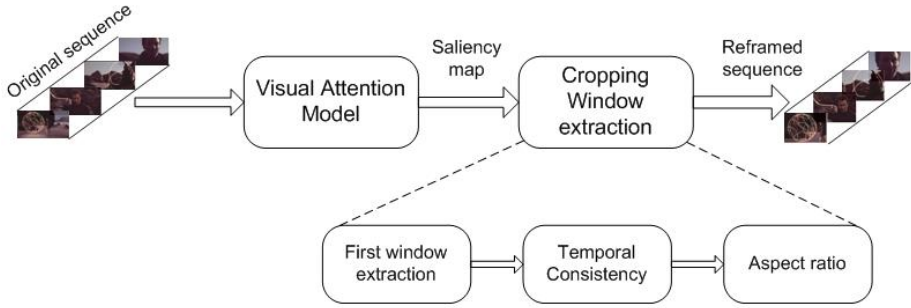 Original sequence
Visual Attention
Model
Saliency
map
Cropping
Window
extraction
Reframed
sequence
First window
extraction
Temporal
Consistency
Aspect ratio